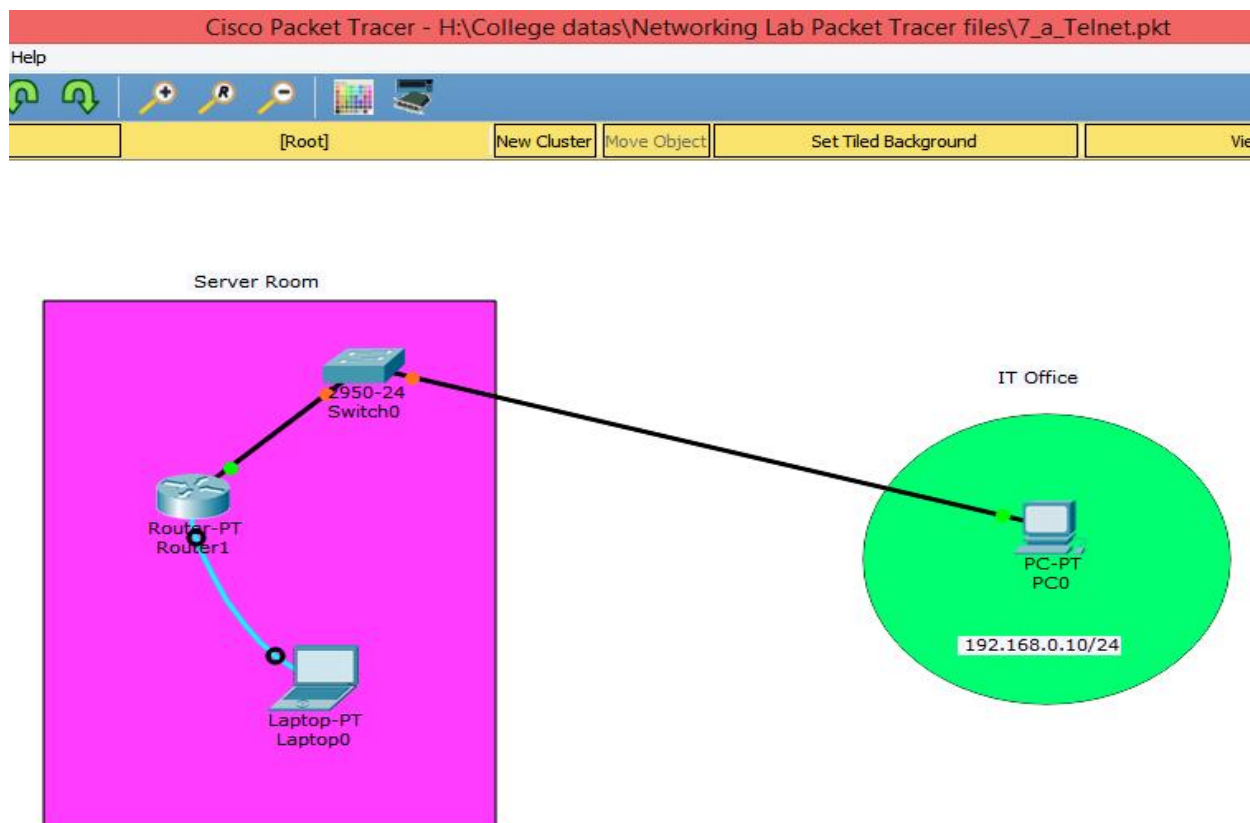 Cisco Packet Tracer - H:\College datas\Networking Lab Packet Tracer files\7_a_Telnet.pkt
Help
R
[Root]
New Cluster
Move Object
Set Tiled Background
Vie
Server Room
2950-24
Switch0
IT Office
Router-PT
Router1
PC-PT
PC0
192.168.0.10/24
Laptop-PT
Laptop0